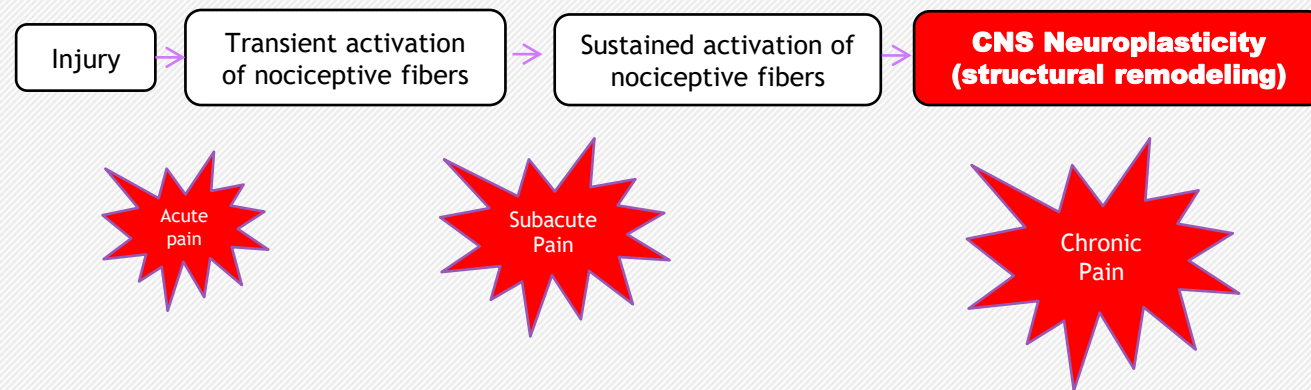 Injury
Transient activation
of nociceptive fibers
Sustained activation of
nociceptive fibers
CNS Neuroplasticity
(structural remodeling)
Acute
pain
Subacute
Pain
Chronic
Pain